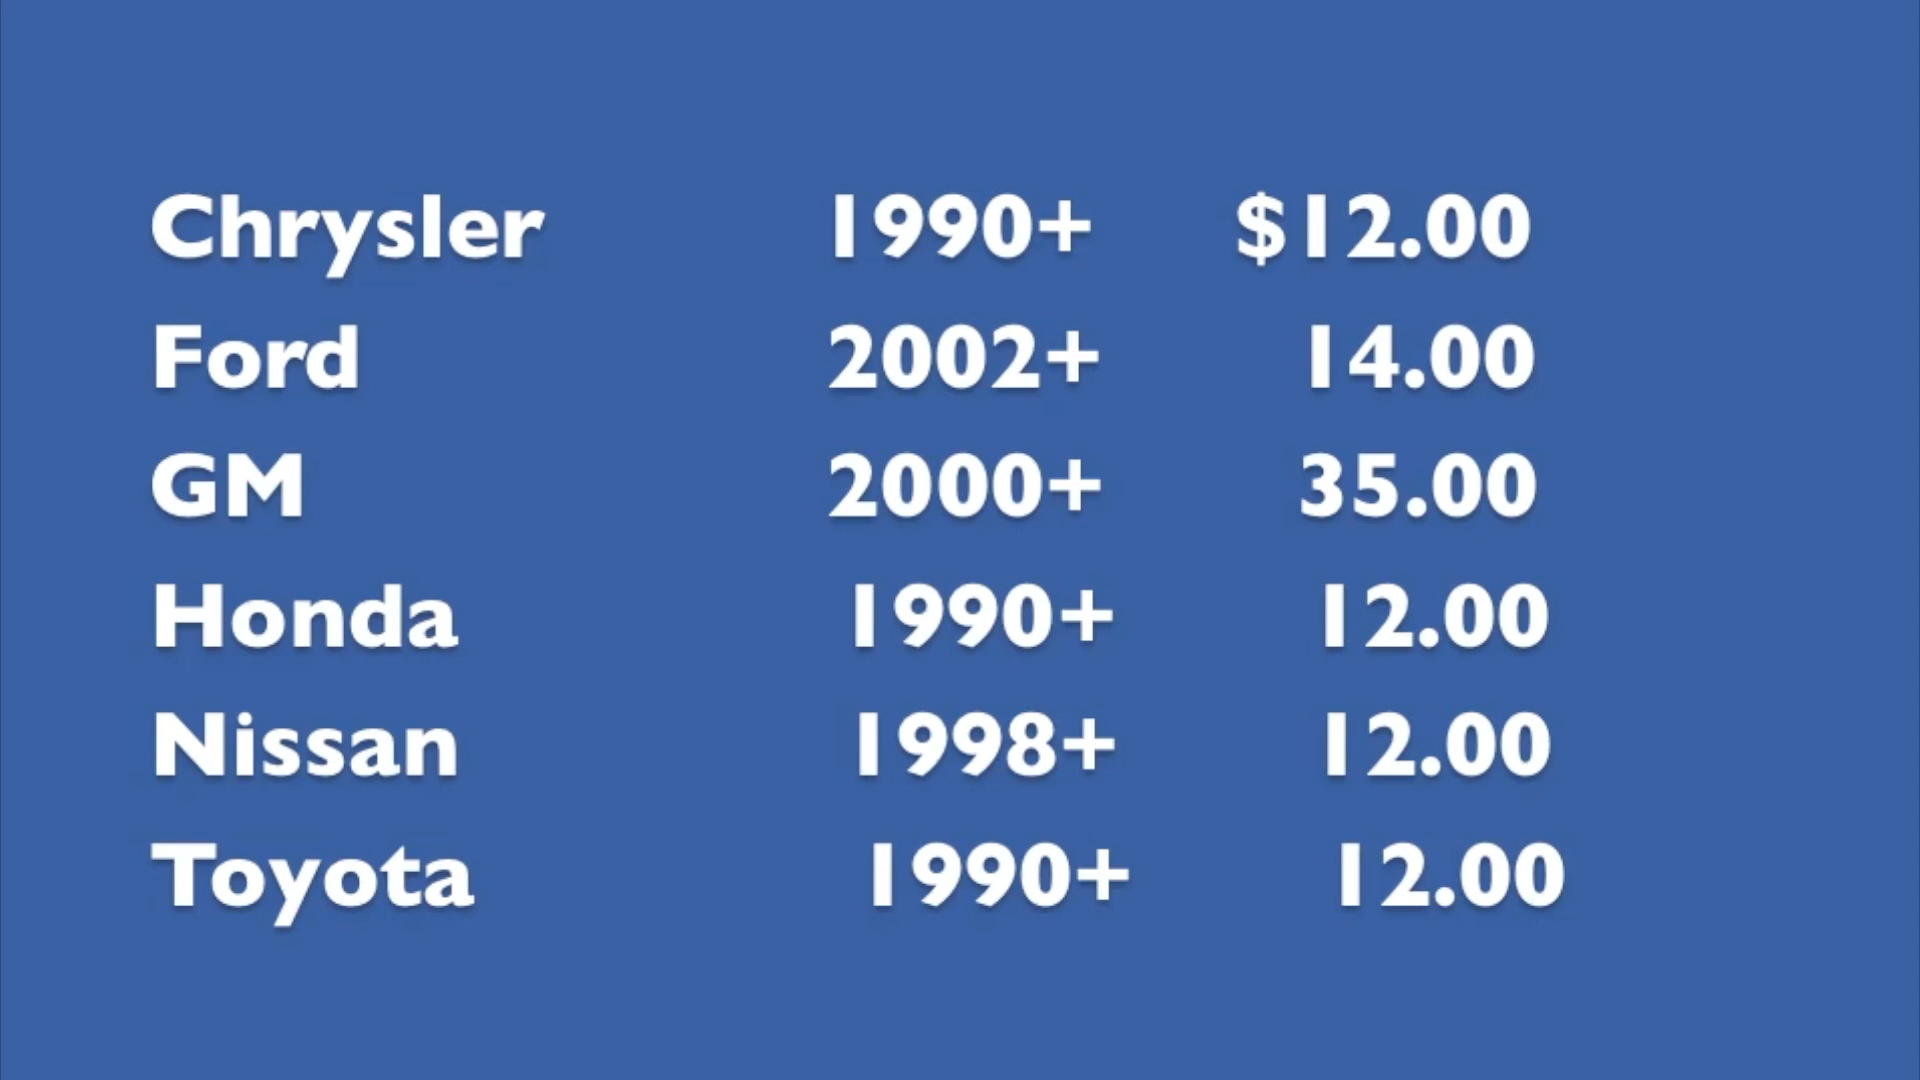 Chrysler 1990+ $12.00
Ford 2002+ 14.00
GM 2000+ 35.00
Honda 1990+ 12.00
Nissan 1998+ 12.00
Toyota 1990+ 12.00